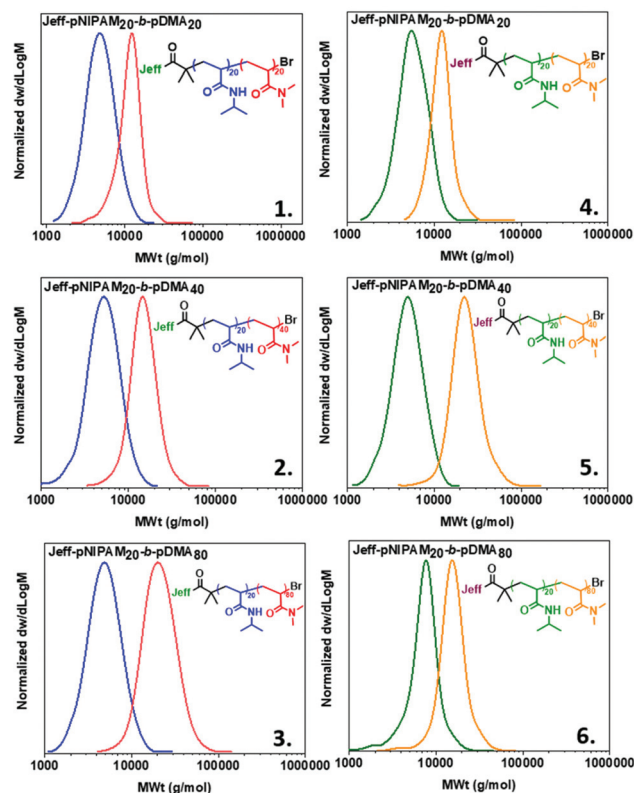 Jeff-pNIPAM20-b-pDMA20
Normalized dw/dLogM
Jeff
O
20
20
Br
O
NH
O
N
1.
1000 10000 100000 1000000
MWt (g/mol)
Jeff-pNIPAM20-b-pDMA20
Normalized dw/dLogM
Jeff
O
20
20
Br
O
NH
O
N
4.
1000 10000 100000 1000000
MWt (g/mol)
Jeff-pNIPAM20-b-pDMA40
Normalized dw/dLogM
Jeff
O
20
40
Br
O
NH
O
N
2.
1000 10000 100000 1000000
MWt (g/mol)
Jeff-pNIPAM20-b-pDMA40
Normalized dw/dLogM
Jeff
O
20
40
Br
O
NH
O
N
5.
1000 10000 100000 1000000
MWt (g/mol)
Jeff-pNIPAM20-b-pDMA80
Normalized dw/dLogM
Jeff
O
20
80
Br
O
NH
O
N
3.
1000 10000 100000 1000000
MWt (g/mol)
Jeff-pNIPAM20-b-pDMA80
Normalized dw/dLogM
Jeff
O
20
80
Br
O
NH
O
N
6.
1000 10000 100000 1000000
MWt (g/mol)